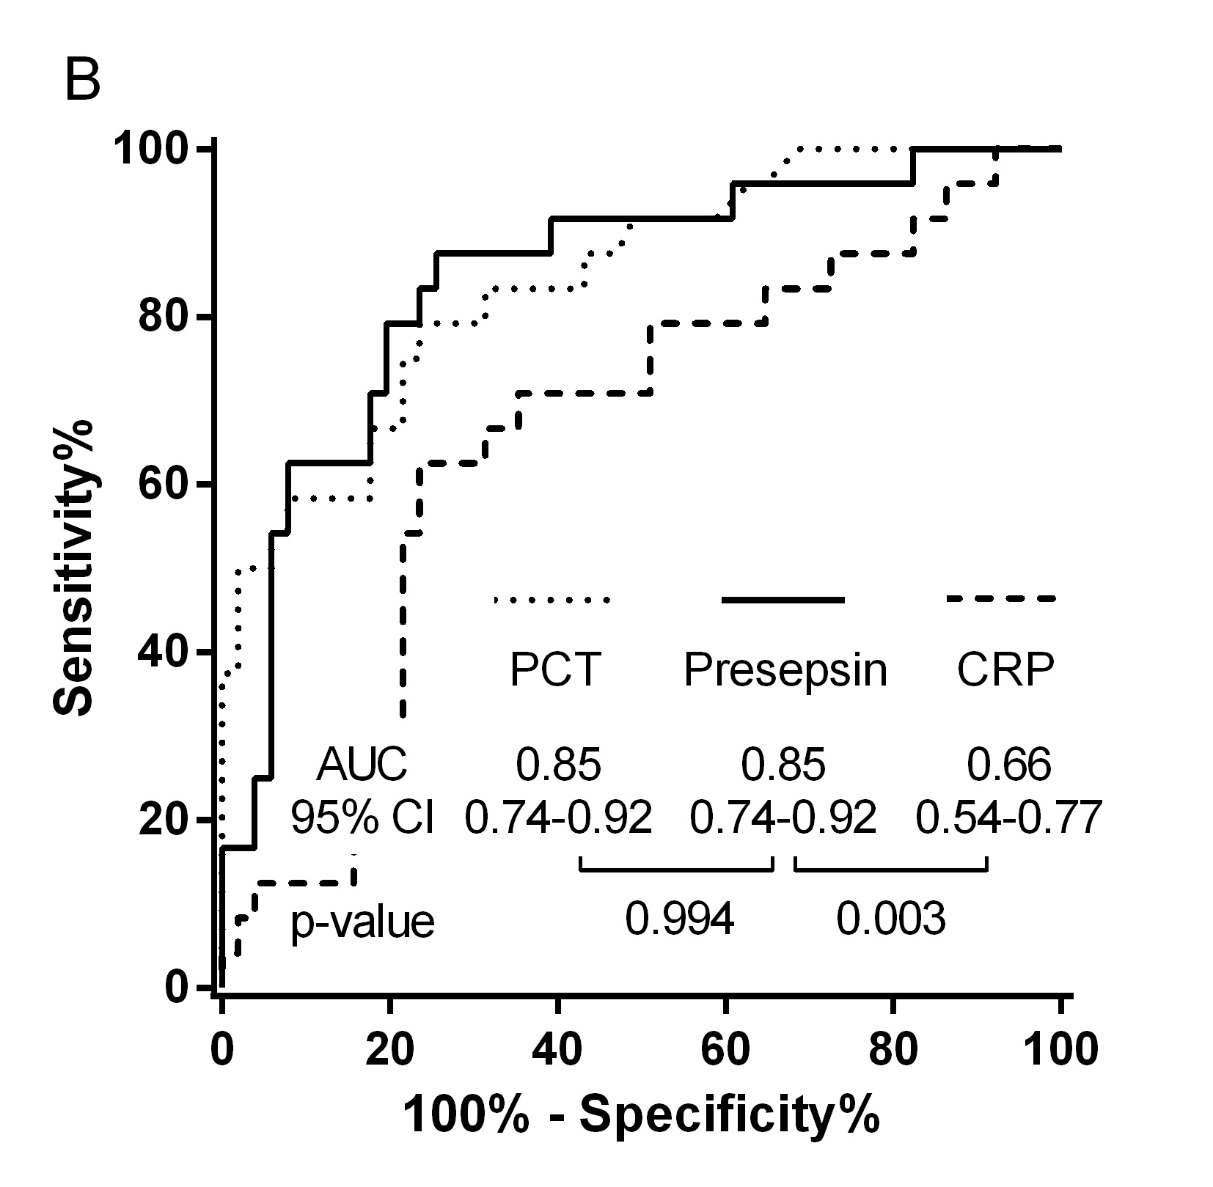 B
100
80
60
40
20
0
Sensitivity%
PCT Presepsin CRP
AUC 0.85 0.85 0.66
95% CI 0.74-0.92 0.74-0.92 0.54-0.77
p-value 0.994 0.003
0 20 40 60 80 100
100% - Specificity%